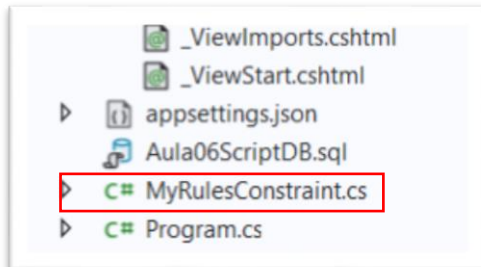 _ViewImports.cshtml
_ViewStart.cshtml
appsettings.json
Aula06ScriptDB.sql
C# MyRulesConstraint.cs
C# Program.cs